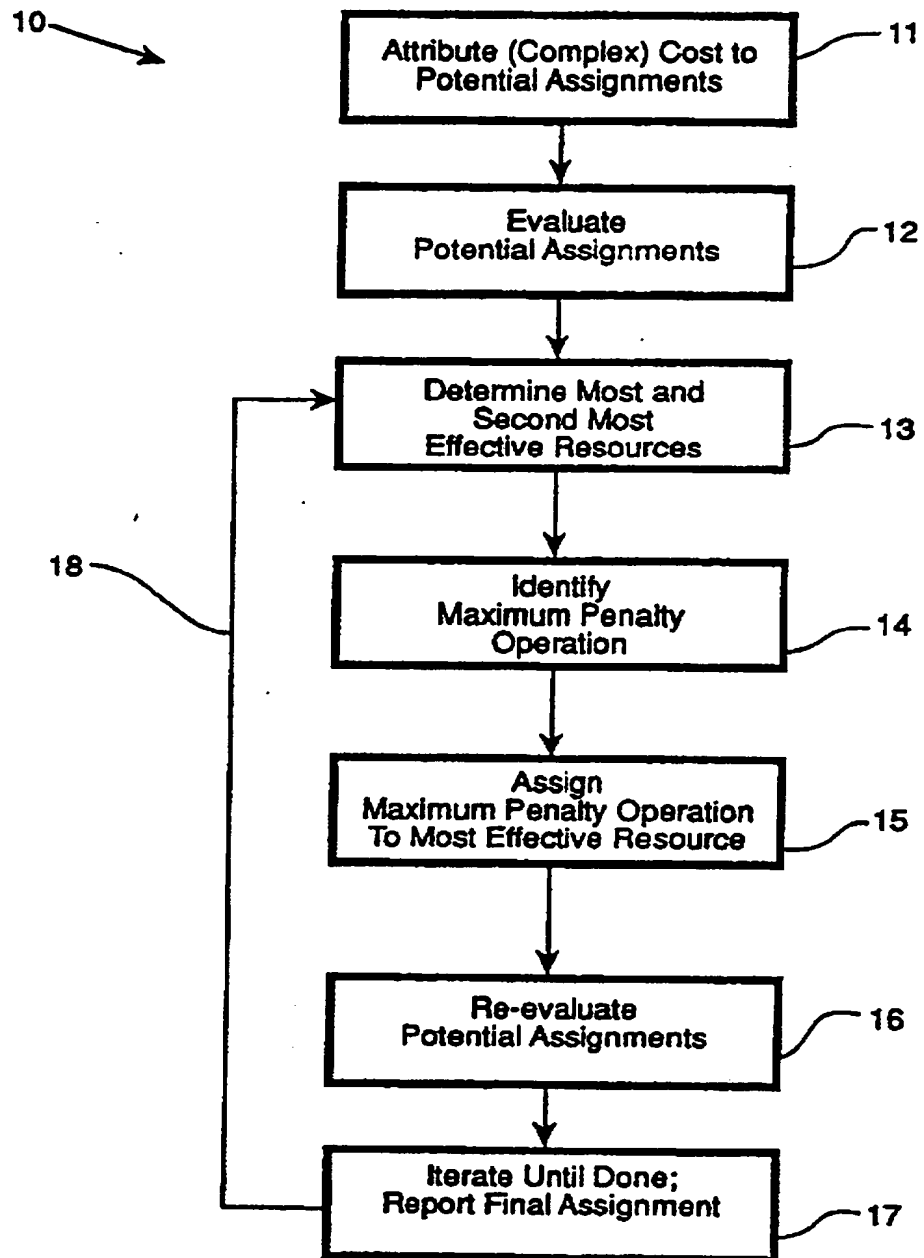 10
11
Attribute (Complex) Cost to
Potential Assignments
Evaluate
Potential Assignments
12
Determine Most and
Second Most
Effective Resources
13
18
Identify
Maximum Penalty
Operation
14
Assign
Maximum Penalty Operation
To Most Effective Resource
15
Re-evaluate
Potential Assignments
16
Iterate Until Done;
Report Final Assignment
17